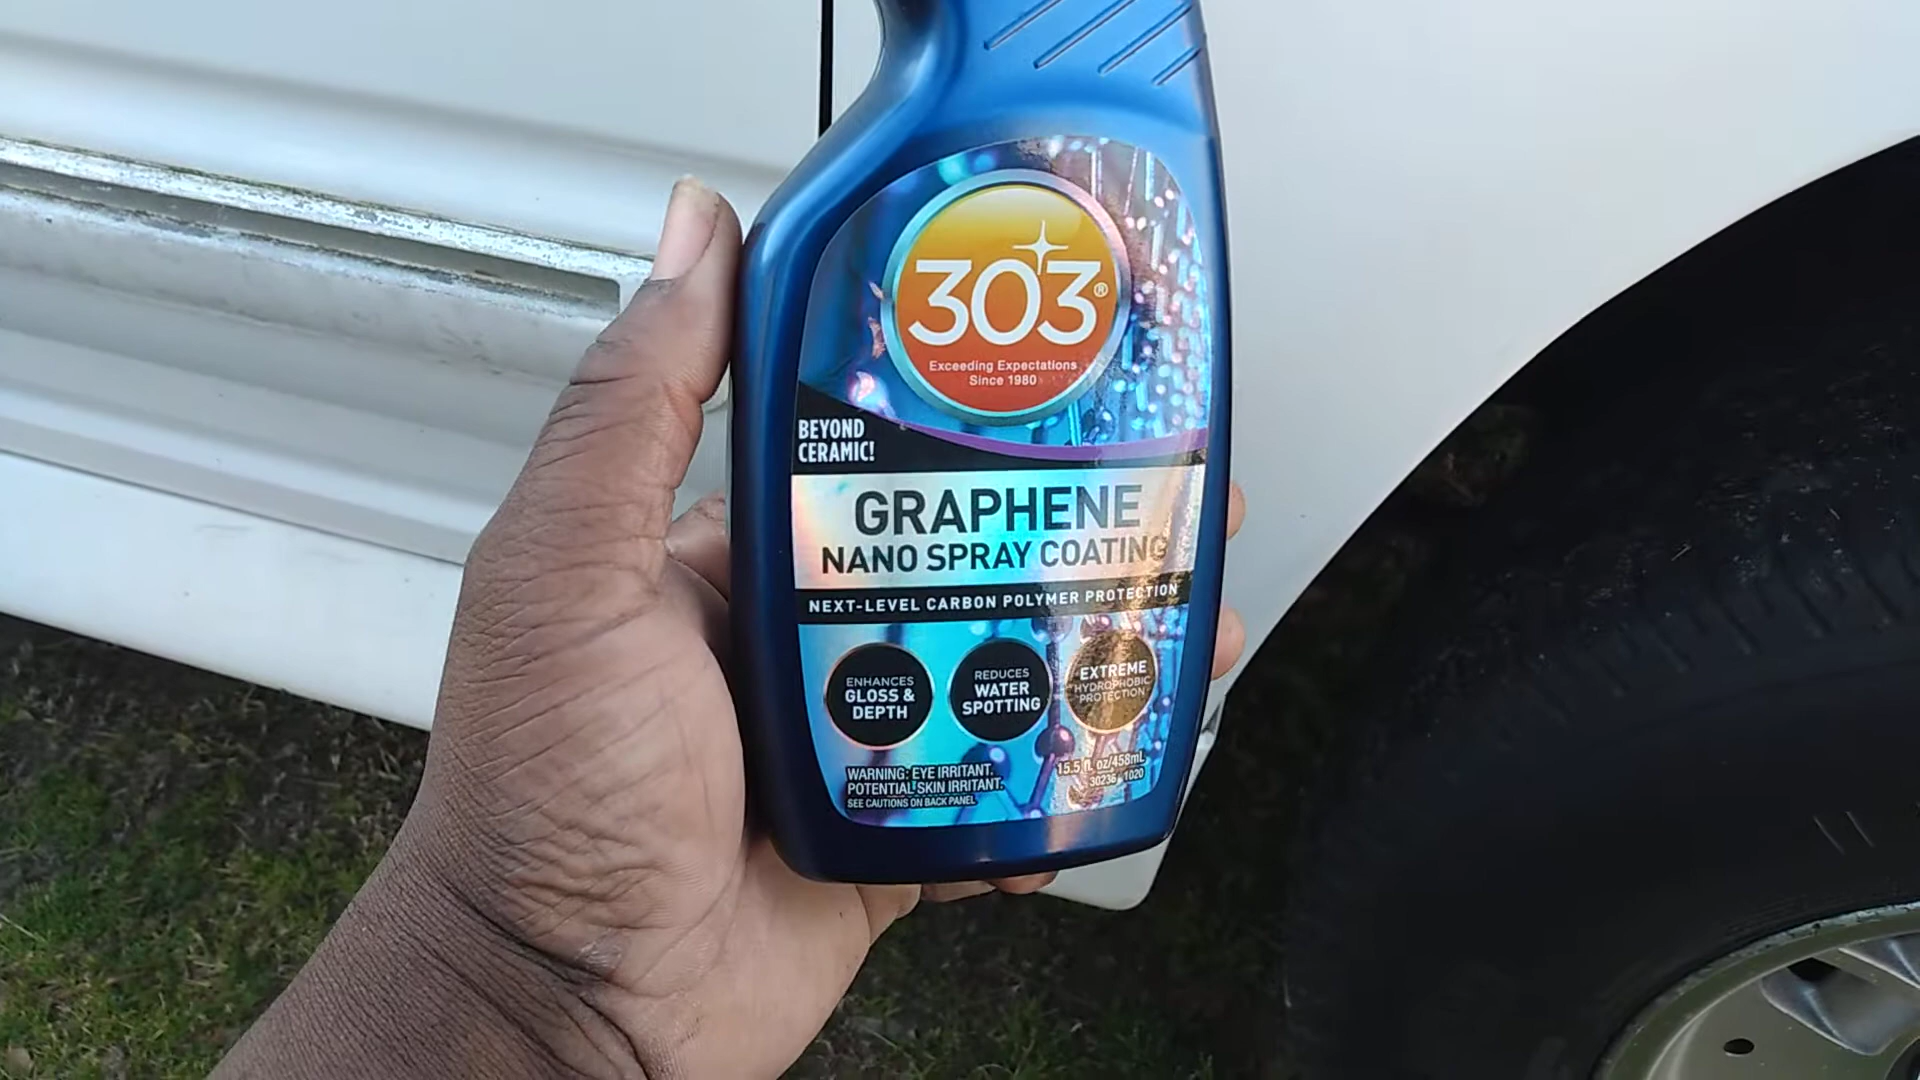 303®
Exceeding Expectations
Since 1980
BEYOND
CERAMIC!
GRAPHENE
NANO SPRAY COATING
NEXT-LEVEL CARBON POLYMER PROTECTION
ENHANCES
GLOSS &
DEPTH
REDUCES
WATER
SPOTTING
EXTREME
HYDROPHOBIC
PROTECTION
WARNING: EYE IRRITANT.
POTENTIAL SKIN IRRITANT.
SEE CAUTIONS ON BACK PANEL
15.5 fl. oz/458mL
30236 1020